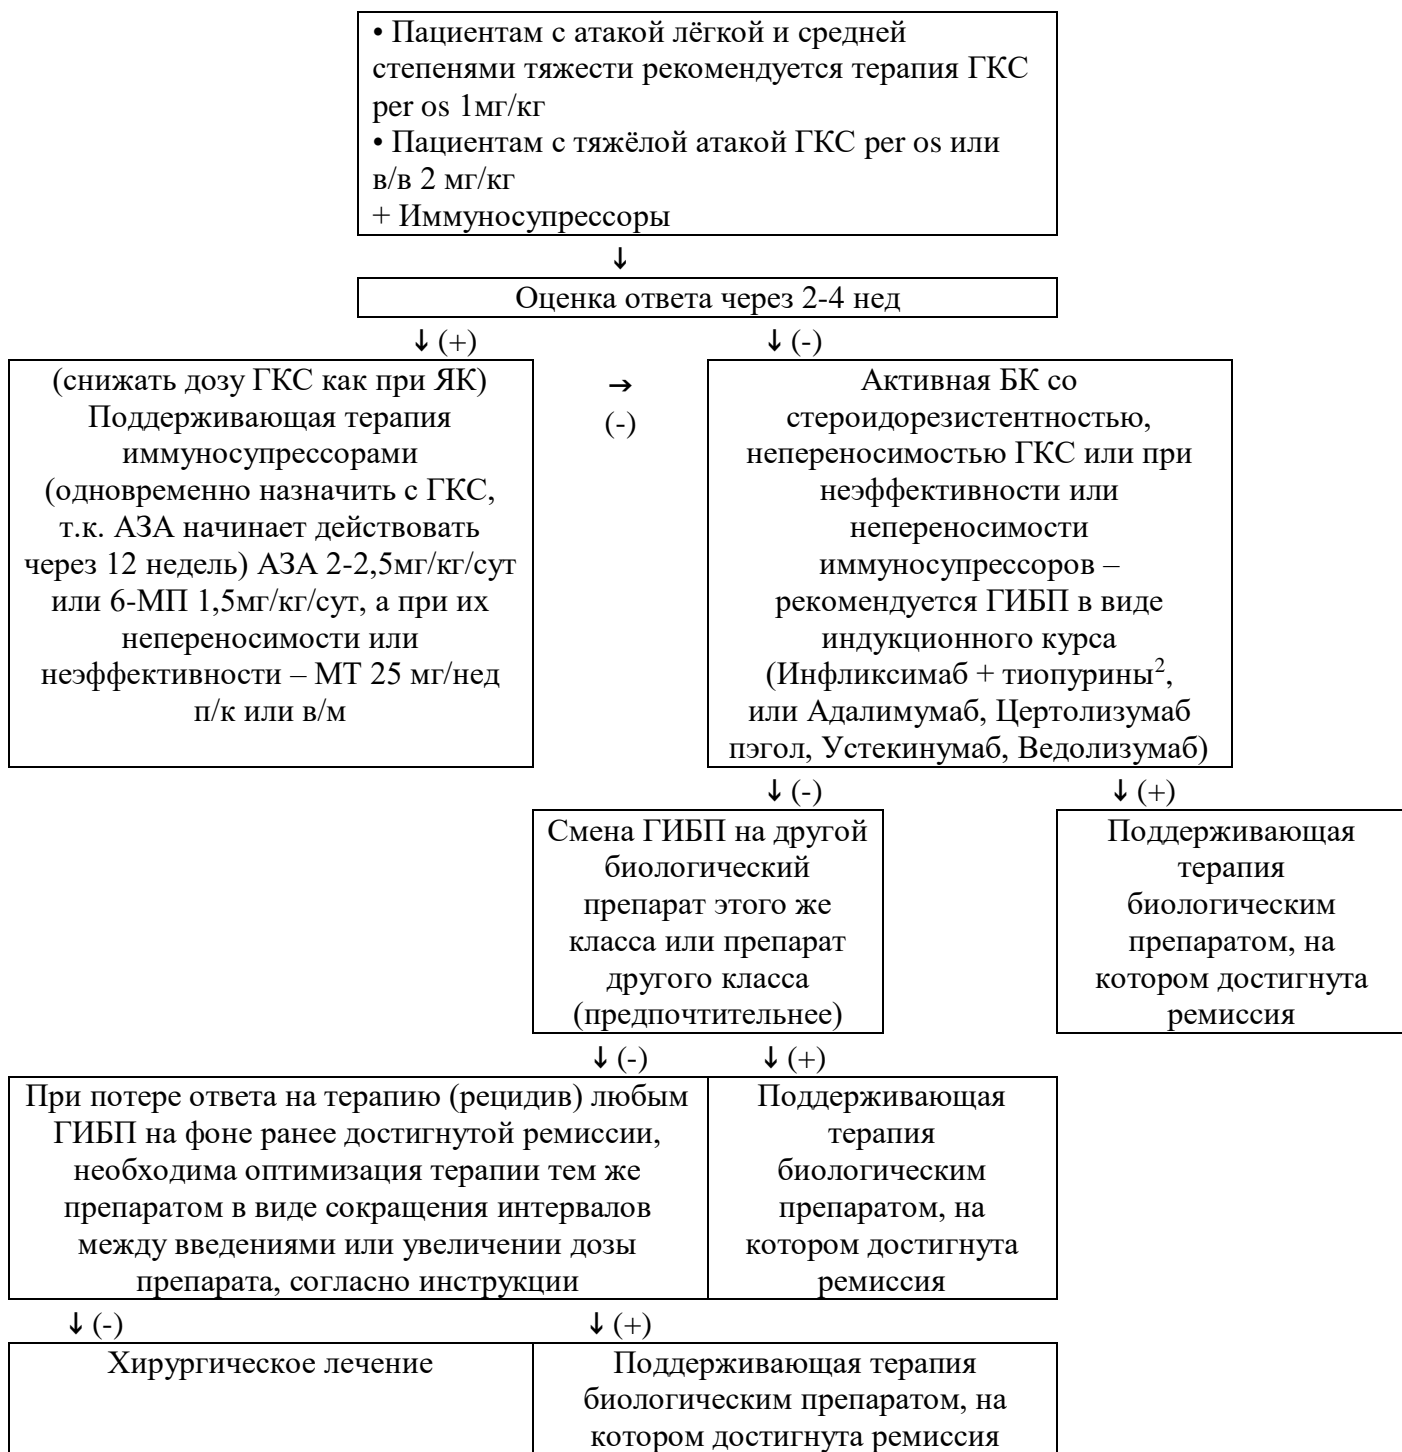 • Пациентам с атакой лёгкой и средней
степенями тяжести рекомендуется терапия ГКС
per os 1мг/кг
• Пациентам с тяжёлой атакой ГКС per os или
в/в 2 мг/кг
+ Иммуносупрессоры
↓
Оценка ответа через 2-4 нед
↓ (+)
↓ (-)
(снижать дозу ГКС как при ЯК)
Поддерживающая терапия
иммуносупрессорами
(одновременно назначить с ГКС,
т.к. АЗА начинает действовать
через 12 недель) АЗА 2-2,5мг/кг/сут
или 6-МП 1,5мг/кг/сут, а при их
непереносимости или
неэффективности – МТ 25 мг/нед
п/к или в/м
→
(-)
Активная БК со
стероидорезистентностью,
непереносимостью ГКС или при
неэффективности или
непереносимости
иммуносупрессоров –
рекомендуется ГИБП в виде
индукционного курса
(Инфликсимаб + тиопурины², 
или Адалимумаб, Цертолизумаб
пэгол, Устекинумаб, Ведолизумаб)
↓ (-)
↓ (+)
Смена ГИБП на другой
биологический
препарат этого же
класса или препарат
другого класса
(предпочтительнее)
Поддерживающая
терапия
биологическим
препаратом, на
котором достигнута
ремиссия
↓ (-)
↓ (+)
При потере ответа на терапию (рецидив) любым
ГИБП на фоне ранее достигнутой ремиссии,
необходима оптимизация терапии тем же
препаратом в виде сокращения интервалов
между введениями или увеличении дозы
препарата, согласно инструкции
Поддерживающая
терапия
биологическим
препаратом, на
котором достигнута
ремиссия
↓ (-)
↓ (+)
Хирургическое лечение
Поддерживающая терапия
биологическим препаратом, на
котором достигнута ремиссия